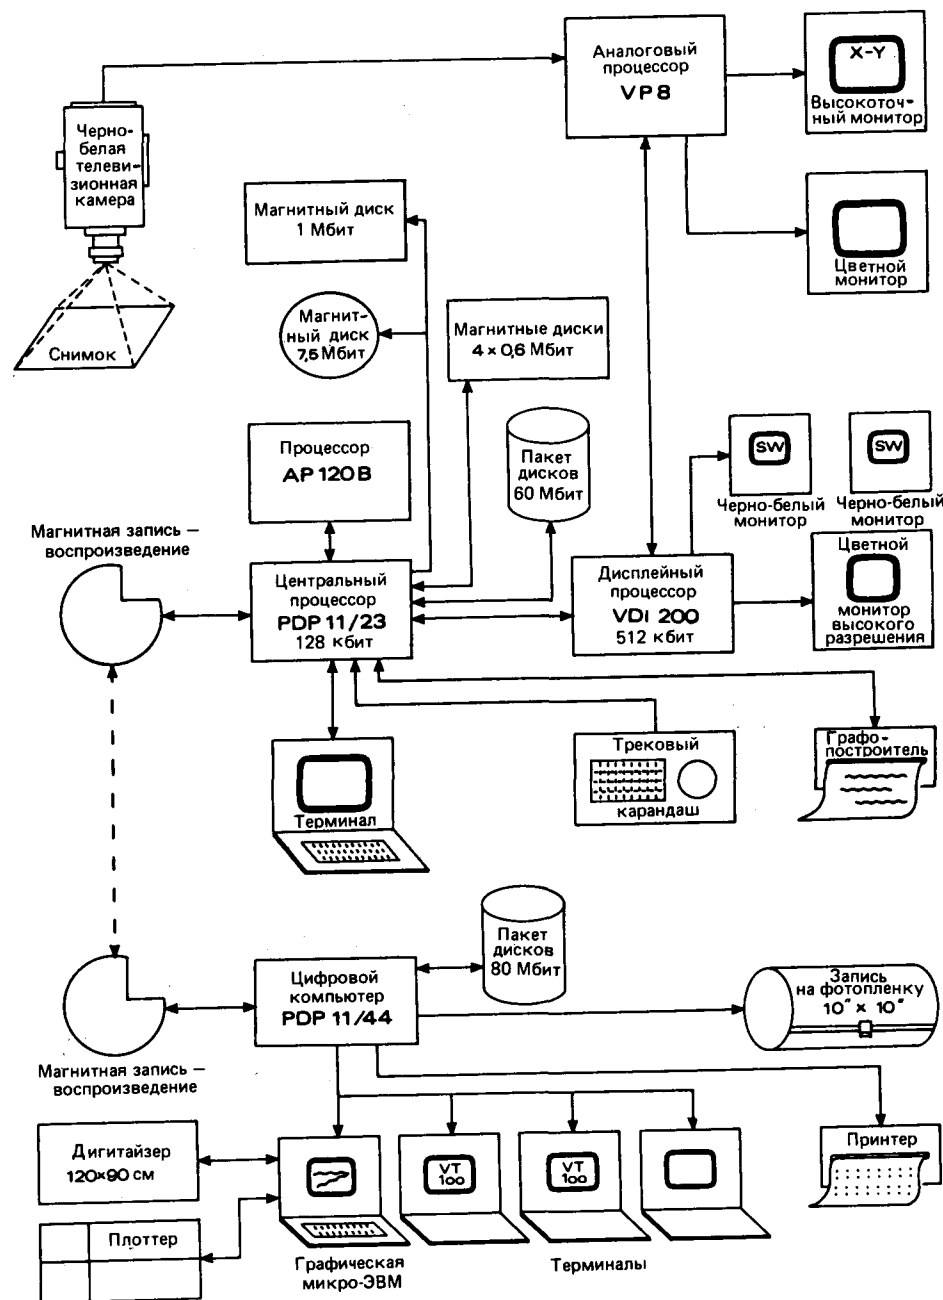 Аналоговый
процессор
VP 8
X-Y
Высокоточ-
ный монитор
Черно-
белая
телеви-
зионная
камера
Снимок
Цветной
монитор
Магнитный диск
1 Мбит
Магнит-
ный диск
7,5 Мбит
Магнитные диски
4 × 0,6 Мбит
Процессор
AP 120 B
Пакет
дисков
60 Мбит
SW
Черно-белый
монитор
SW
Черно-белый
монитор
Магнитная запись —
воспроизведение
Центральный
процессор
PDP 11/23
128 кбит
Дисплейный
процессор
VDI 200
512 кбит
Цветной
монитор
высокого
разрешения
Терминал
Трековый
карандаш
Графо-
построитель
Пакет
дисков
80 Мбит
Цифровой
компьютер
PDP 11/44
Запись
на фотопленку
10" × 10"
Магнитная запись —
воспроизведение
Дигитайзер
120×90 см
Плоттер
VT
100
VT
100
Принтер
Графическая
микро-ЭВМ
Терминалы